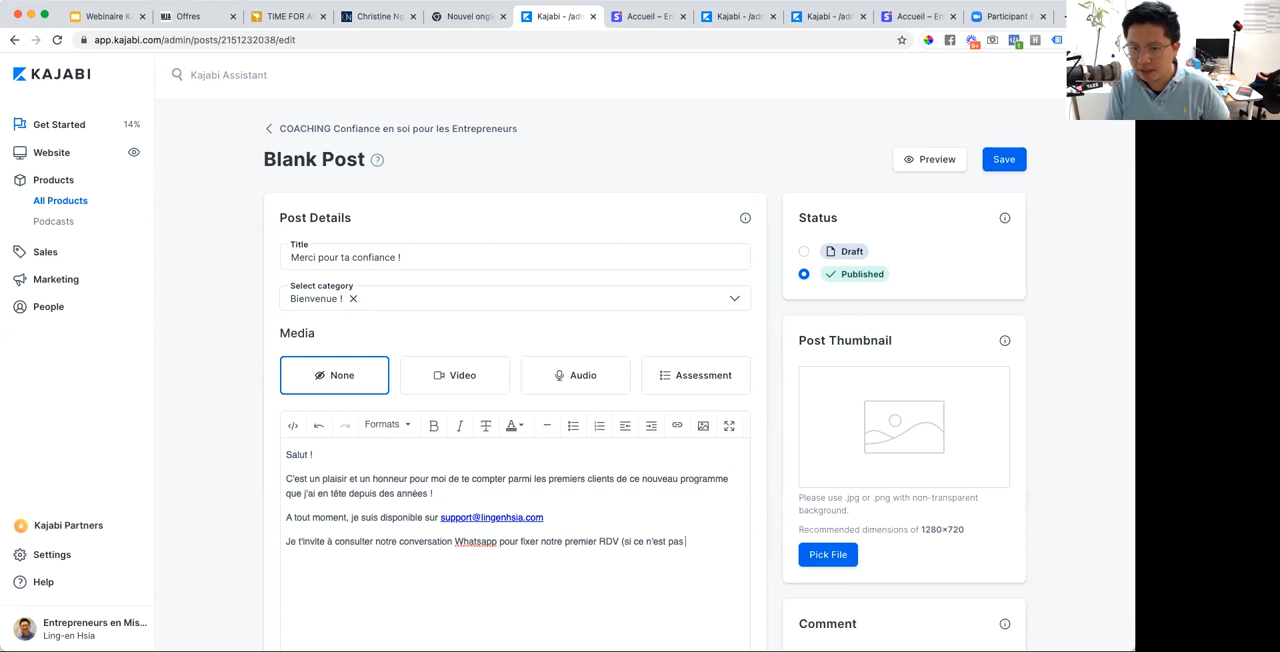 Webinaire K
MIA Offres
TIME FOR A
Christine Ng
Nouvel ongl
Kajabi - /adr
Accueil – En
Kajabi - /adn
Kajabi - /adn
Accueil – En
Participant s
app.kajabi.com/admin/posts/2151232038/edit
KAJABI
Kajabi Assistant
Get Started 14%
Website
Products
All Products
Podcasts
Sales
Marketing
People
Kajabi Partners
Settings
Help
Entrepreneurs en Mis...
Ling-en Hsia
COACHING Confiance en soi pour les Entrepreneurs
Blank Post
Preview
Save
Post Details
Title
Merci pour ta confiance !
Select category
Bienvenue !
Media
None
Video
Audio
Assessment
Formats
Salut !
C'est un plaisir et un honneur pour moi de te compter parmi les premiers clients de ce nouveau programme
que j'ai en tête depuis des années !
A tout moment, je suis disponible sur support@lingenhsia.com
Je t'invite à consulter notre conversation Whatsapp pour fixer notre premier RDV (si ce n'est pas
Status
Draft
Published
Post Thumbnail
Please use .jpg or .png with non-transparent
background.
Recommended dimensions of 1280×720
Pick File
Comment